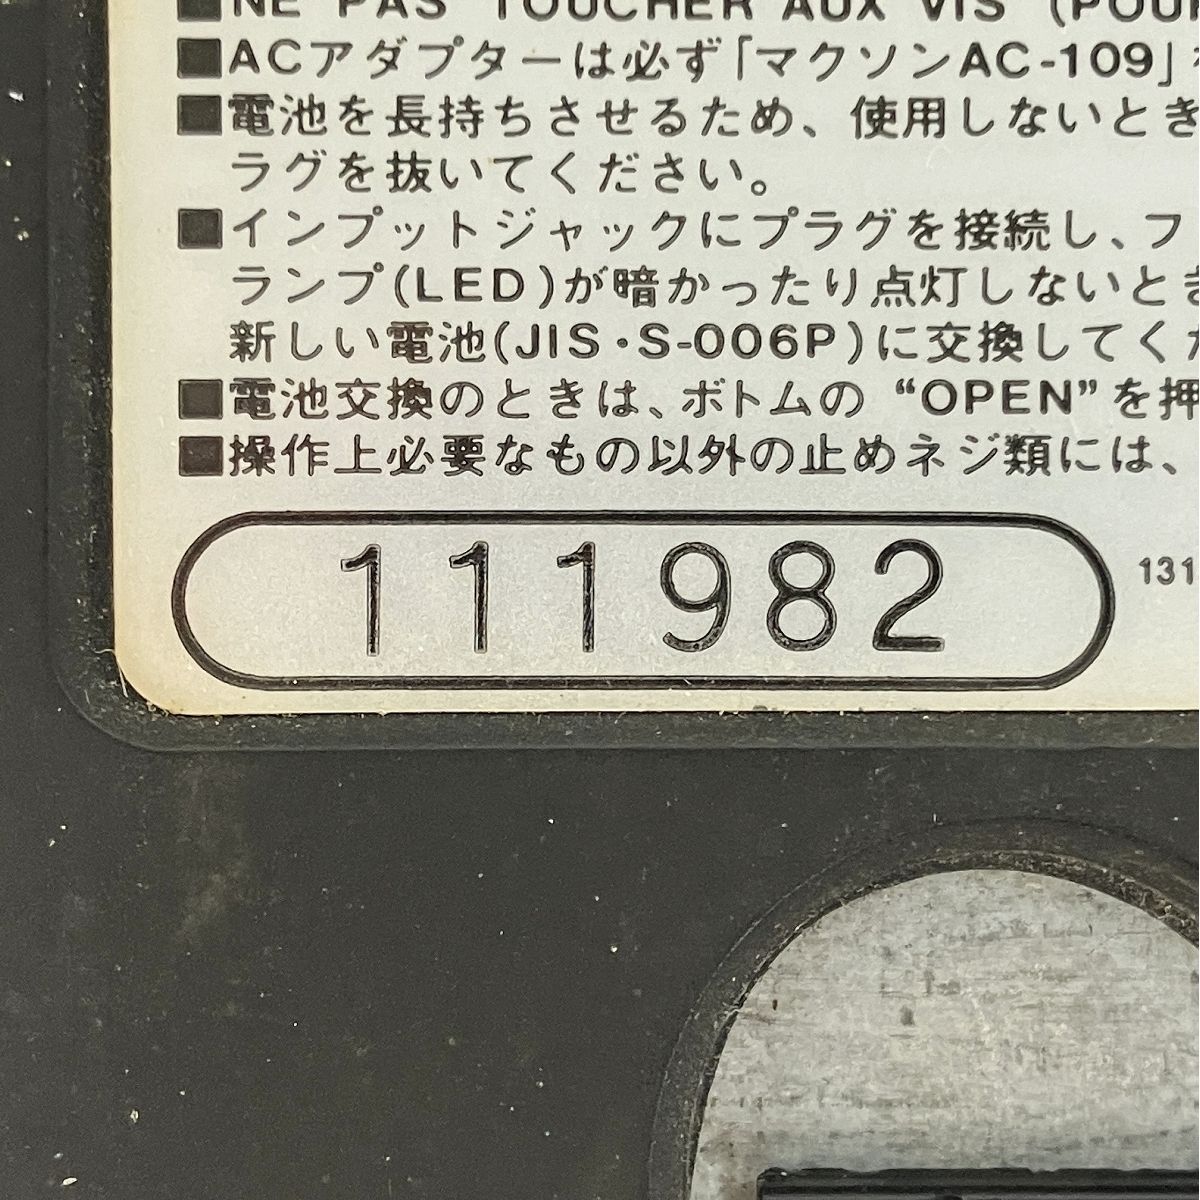 NE PAS TOUCHER AUX VIS (POUR
■ACアダプターは必ず「マクソンAC-109」
■電池を長持ちさせるため、使用しないとき
ラグを抜いてください。
■インプットジャックにプラグを接続し、フ
ランプ(LED)が暗かったり点灯しないとき
新しい電池(JIS・S-006P)に交換してくだ
■電池交換のときは、ボトムの “OPEN”を押
■操作上必要なもの以外の止めネジ類には、
111982
131